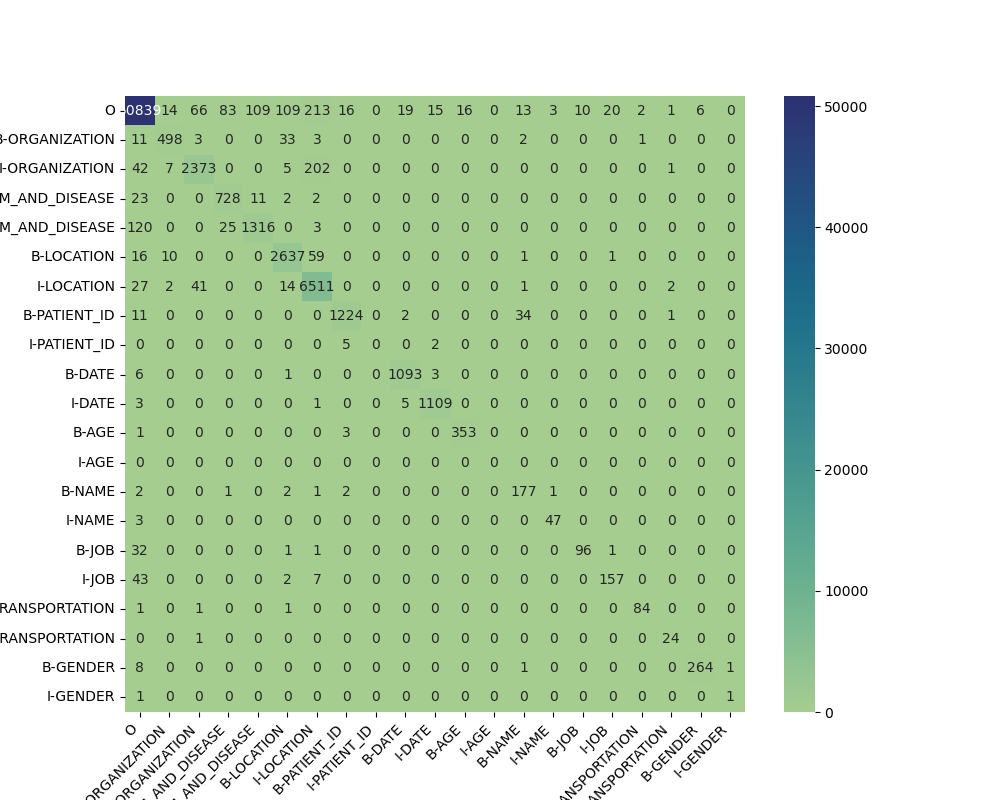 O 0839 14 66 83 109 109 213 16 0 19 15 16 0 13 3 10 20 2 1 6 0 50000
B-ORGANIZATION 11 498 3 0 0 33 3 0 0 0 0 0 0 2 0 0 0 1 0 0 0
I-ORGANIZATION 42 7 2373 0 0 5 202 0 0 0 0 0 0 0 0 0 0 0 1 0 0
M_AND_DISEASE 23 0 0 728 11 2 2 0 0 0 0 0 0 0 0 0 0 0 0 0 0
M_AND_DISEASE 120 0 0 25 1316 0 3 0 0 0 0 0 0 0 0 0 0 0 0 0 0 40000
B-LOCATION 16 10 0 0 0 2637 59 0 0 0 0 0 0 1 0 0 1 0 0 0 0
I-LOCATION 27 2 41 0 0 14 6511 0 0 0 0 0 0 1 0 0 0 0 2 0 0
B-PATIENT_ID 11 0 0 0 0 0 0 1224 0 2 0 0 0 34 0 0 0 0 1 0 0
I-PATIENT_ID 0 0 0 0 0 0 0 5 0 0 2 0 0 0 0 0 0 0 0 0 0 30000
B-DATE 6 0 0 0 0 1 0 0 0 1093 3 0 0 0 0 0 0 0 0 0 0
I-DATE 3 0 0 0 0 0 1 0 0 5 1109 0 0 0 0 0 0 0 0 0 0
B-AGE 1 0 0 0 0 0 0 3 0 0 0 353 0 0 0 0 0 0 0 0 0
I-AGE 0 0 0 0 0 0 0 0 0 0 0 0 0 0 0 0 0 0 0 0 0 20000
B-NAME 2 0 0 1 0 2 1 2 0 0 0 0 0 177 1 0 0 0 0 0 0
I-NAME 3 0 0 0 0 0 0 0 0 0 0 0 0 0 47 0 0 0 0 0 0
B-JOB 32 0 0 0 0 1 1 0 0 0 0 0 0 0 0 96 1 0 0 0 0
I-JOB 43 0 0 0 0 2 7 0 0 0 0 0 0 0 0 0 157 0 0 0 0 10000
RANSPORTATION 1 0 1 0 0 1 0 0 0 0 0 0 0 0 0 0 0 84 0 0 0
RANSPORTATION 0 0 1 0 0 0 0 0 0 0 0 0 0 0 0 0 0 0 24 0 0
B-GENDER 8 0 0 0 0 0 0 0 0 0 0 0 0 1 0 0 0 0 0 264 1
I-GENDER 1 0 0 0 0 0 0 0 0 0 0 0 0 0 0 0 0 0 0 0 1 0
O
ORGANIZATION
ORGANIZATION
_AND_DISEASE
_AND_DISEASE
B-LOCATION
I-LOCATION
B-PATIENT_ID
I-PATIENT_ID
B-DATE
I-DATE
B-AGE
I-AGE
B-NAME
I-NAME
B-JOB
I-JOB
ANSPORTATION
ANSPORTATION
B-GENDER
I-GENDER